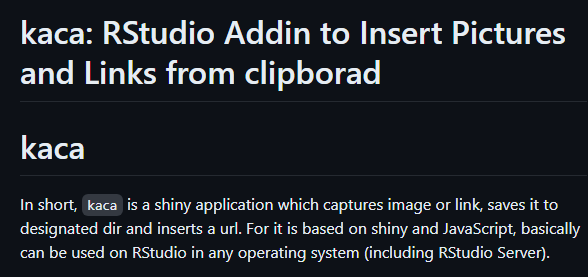 kaca: RStudio Addin to Insert Pictures
and Links from clipborad
kaca
In short, kaca is a shiny application which captures image or link, saves it to
designated dir and inserts a url. For it is based on shiny and JavaScript, basically
can be used on RStudio in any operating system (including RStudio Server).